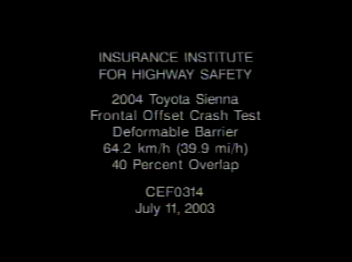 INSURANCE INSTITUTE
FOR HIGHWAY SAFETY
2004 Toyota Sienna
Frontal Offset Crash Test
Deformable Barrier
64.2 km/h (39.9 mi/h)
40 Percent Overlap
CEF0314
July 11, 2003